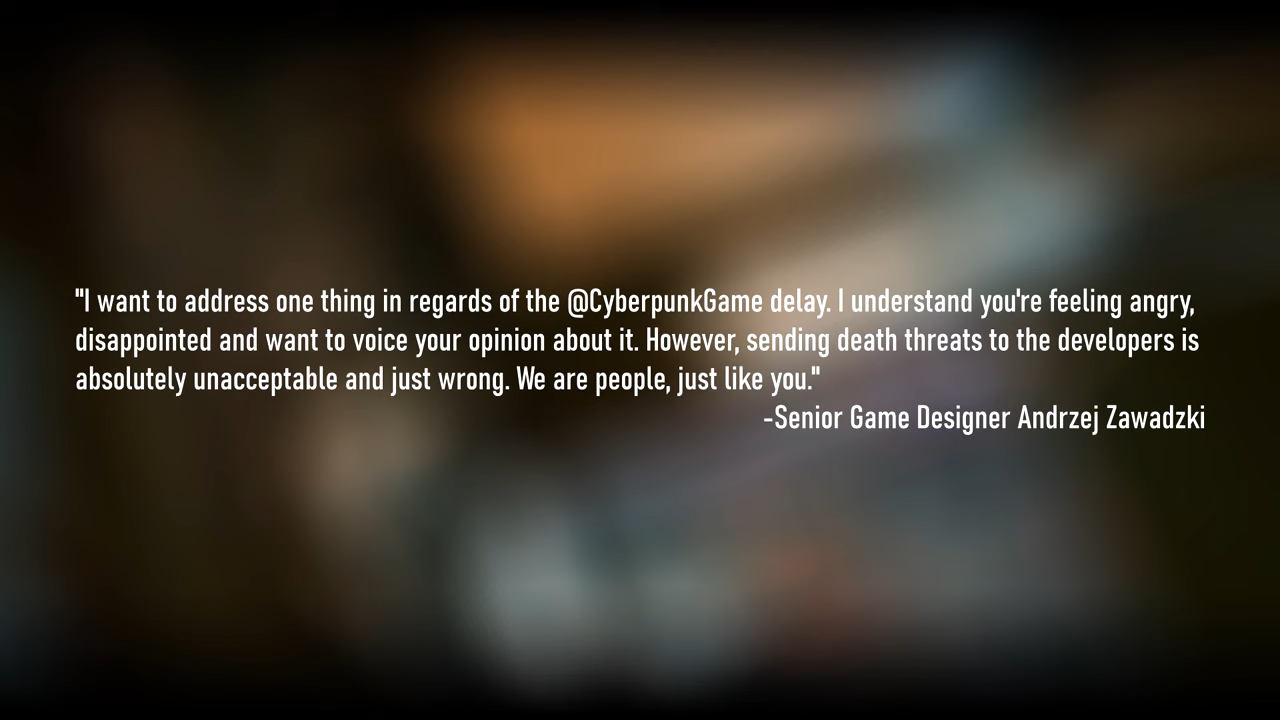 "I want to address one thing in regards of the @CyberpunkGame delay. I understand you're feeling angry,
disappointed and want to voice your opinion about it. However, sending death threats to the developers is
absolutely unacceptable and just wrong. We are people, just like you."
-Senior Game Designer Andrzej Zawadzki